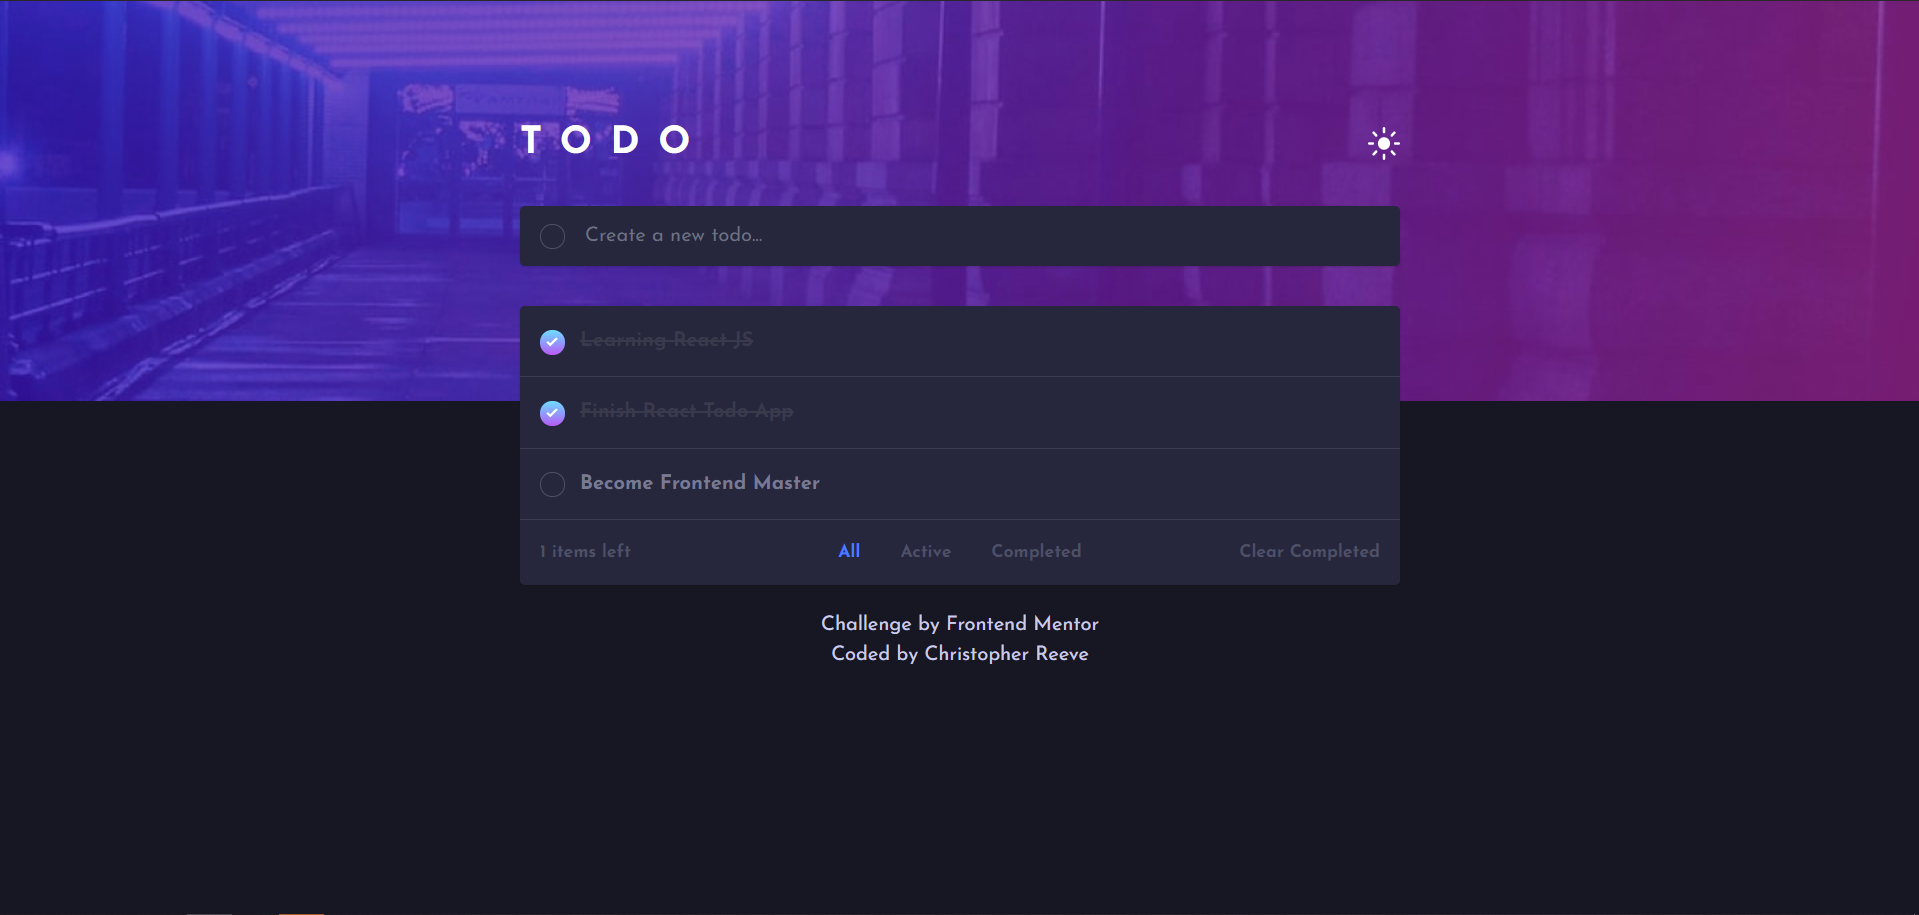 TODO
Create a new todo...
Learning React JS
Finish React Todo App
Become Frontend Master
1 items left
All Active Completed
Clear Completed
Challenge by Frontend Mentor
Coded by Christopher Reeve